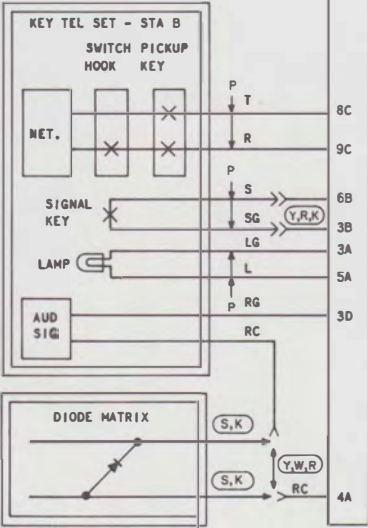 KEY TEL SET - STA B
SWITCH HOOK
PICKUP KEY
NET.
P
T
8C
R
9C
P
S
6B
SIGNAL KEY
SG
(Y,R,K)
3B
LG
3A
LAMP
L
5A
P
RG
3D
AUD SIG
RC
DIODE MATRIX
(S,K)
(Y,W,R)
(S,K)
RC
4A